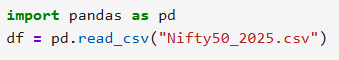 import pandas as pd
df = pd.read_csv("Nifty50_2025.csv")